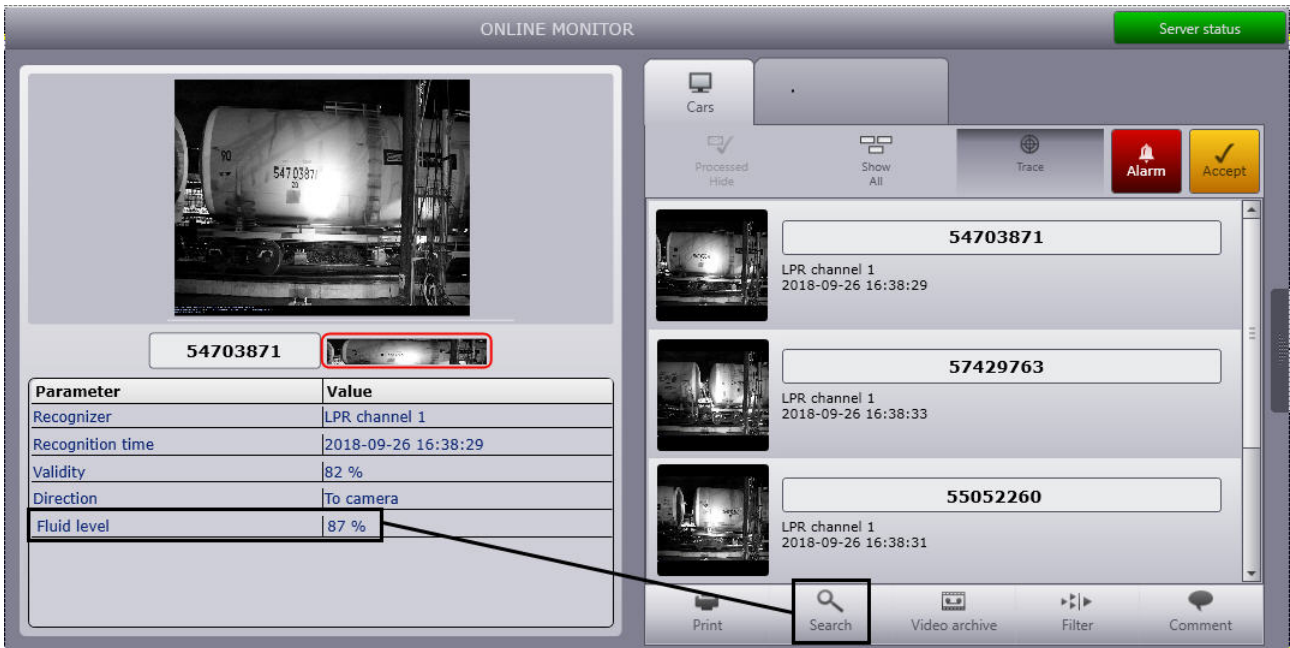 ONLINE MONITOR
Server status
90
54703871
20
54703871
Parameter Value
Recognizer LPR channel 1
Recognition time 2018-09-26 16:38:29
Validity 82 %
Direction To camera
Fluid level 87 %
Cars
.
Processed
Hide
Show
All
Trace
Alarm
Accept
54703871
LPR channel 1
2018-09-26 16:38:29
57429763
LPR channel 1
2018-09-26 16:38:33
55052260
LPR channel 1
2018-09-26 16:38:31
Print
Search
Video archive
Filter
Comment